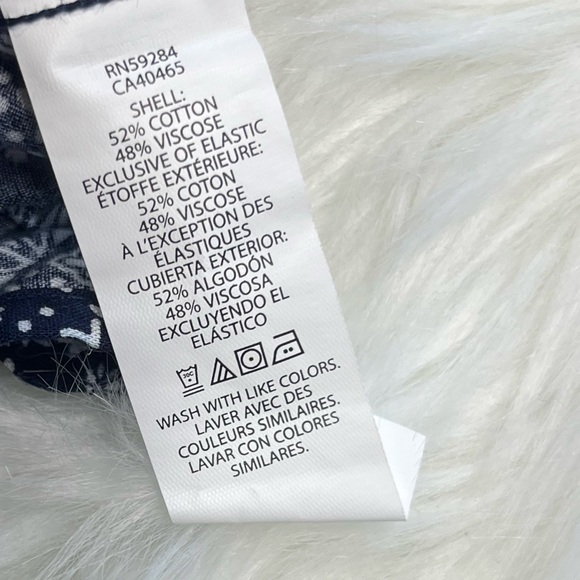 RN59284
CA40465
SHELL:
52% COTTON
48% VISCOSE
EXCLUSIVE OF ELASTIC
ÉTOFFE EXTÉRIEURE:
52% COTON
48% VISCOSE
À L'EXCEPTION DES
ÉLASTIQUES
CUBIERTA EXTERIOR:
52% ALGODÓN
48% VISCOSA
EXCLUYENDO EL
ELÁSTICO
30C
WASH WITH LIKE COLORS.
LAVER AVEC DES
COULEURS SIMILAIRES.
LAVAR CON COLORES
SIMILARES.